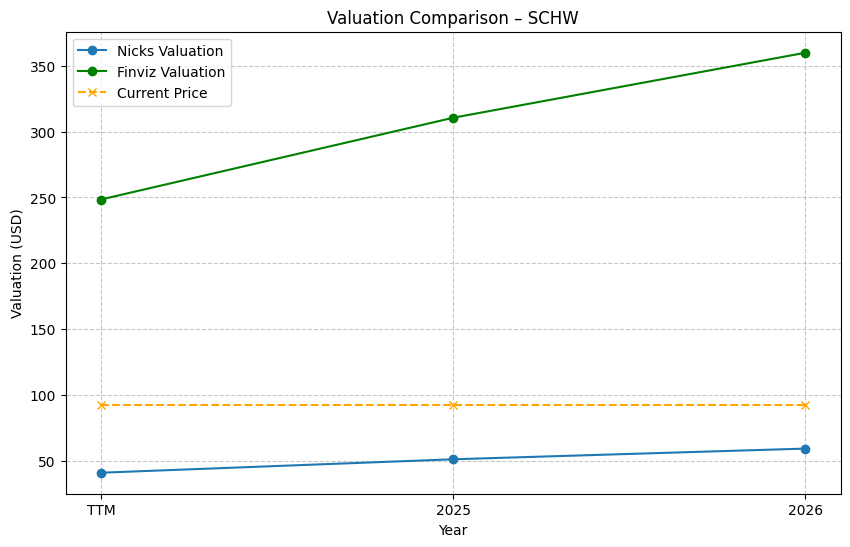 Valuation Comparison – SCHW
Nicks Valuation
Finviz Valuation
Current Price
Valuation (USD)
350
300
250
200
150
100
50
TTM
2025
2026
Year